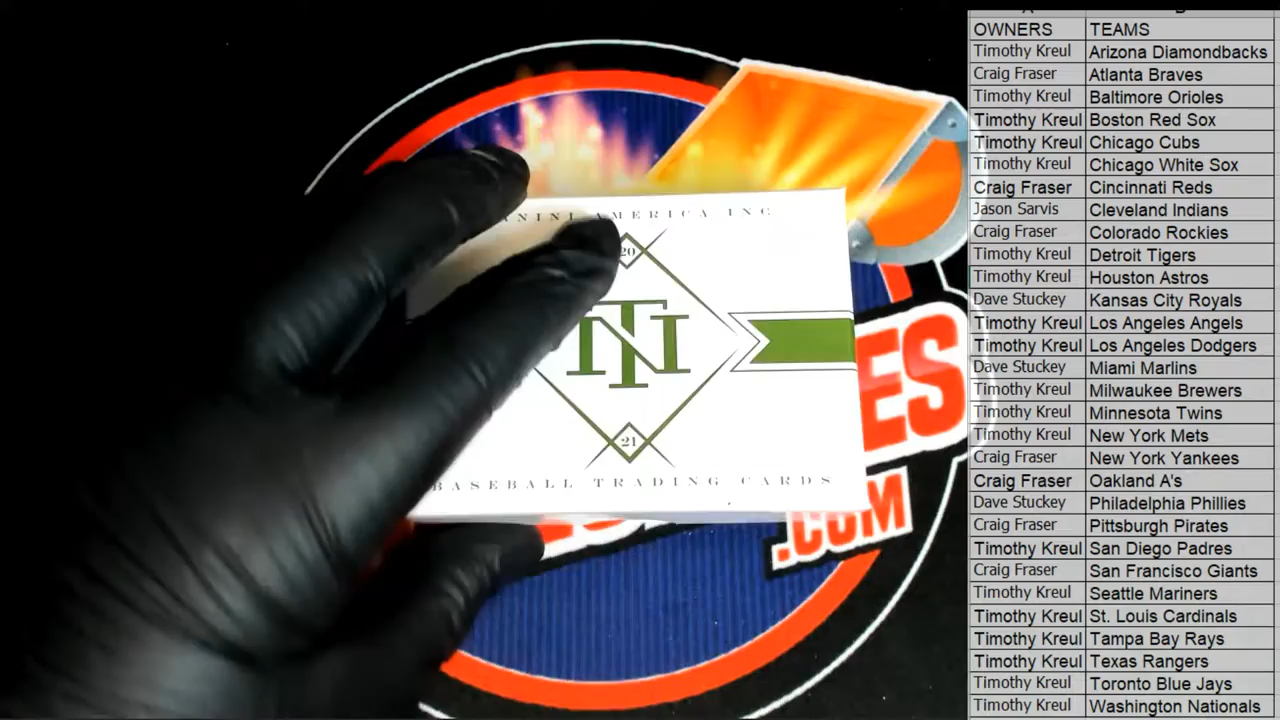 OWNERS TEAMS
Timothy Kreul Arizona Diamondbacks
Craig Fraser Atlanta Braves
Timothy Kreul Baltimore Orioles
Timothy Kreul Boston Red Sox
Timothy Kreul Chicago Cubs
Timothy Kreul Chicago White Sox
Craig Fraser Cincinnati Reds
Jason Sarvis Cleveland Indians
Craig Fraser Colorado Rockies
Timothy Kreul Detroit Tigers
Timothy Kreul Houston Astros
Dave Stuckey Kansas City Royals
Timothy Kreul Los Angeles Angels
Timothy Kreul Los Angeles Dodgers
Dave Stuckey Miami Marlins
Timothy Kreul Milwaukee Brewers
Timothy Kreul Minnesota Twins
Timothy Kreul New York Mets
Craig Fraser New York Yankees
Craig Fraser Oakland A's
Dave Stuckey Philadelphia Phillies
Craig Fraser Pittsburgh Pirates
Timothy Kreul San Diego Padres
Craig Fraser San Francisco Giants
Timothy Kreul Seattle Mariners
Timothy Kreul St. Louis Cardinals
Timothy Kreul Tampa Bay Rays
Timothy Kreul Texas Rangers
Timothy Kreul Toronto Blue Jays
Timothy Kreul Washington Nationals
ANINI AMERICA INC
20
NT
21
BASEBALL TRADING CARDS
ES
.COM